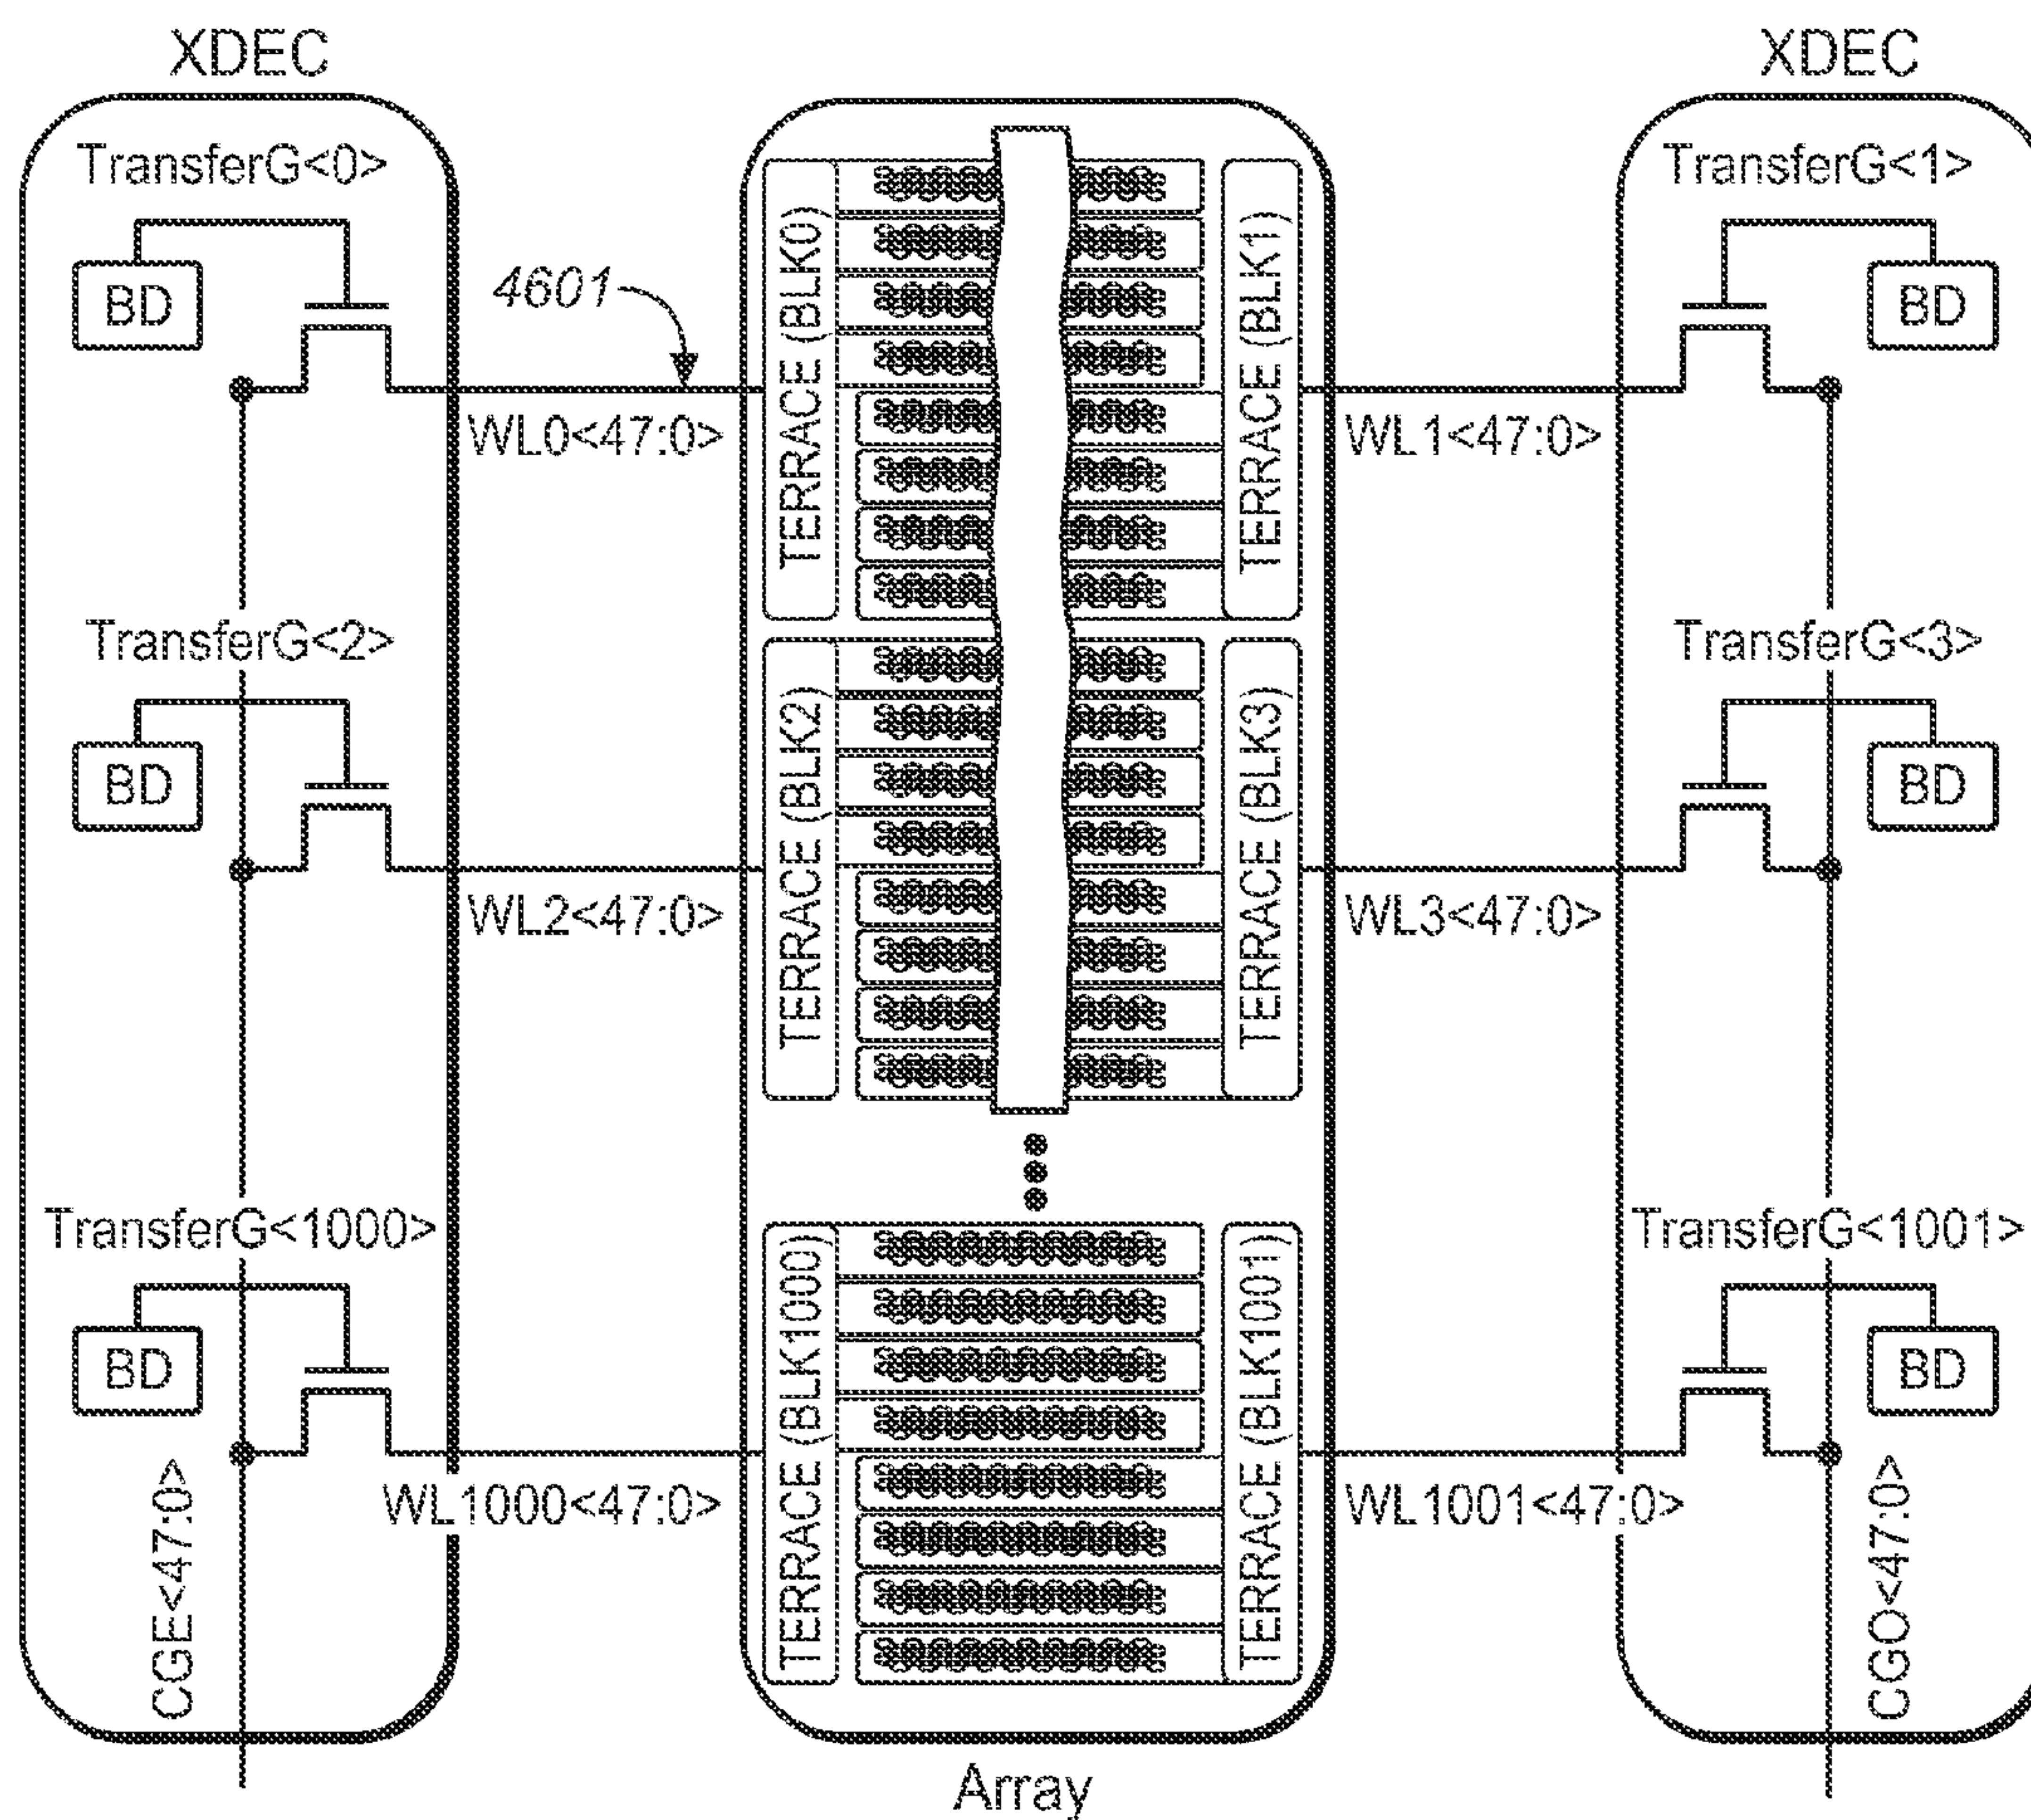 XDEC
XDEC
TransferG<0>
TransferG<1>
BD
4601
TERRACE (BLK0)
TERRACE (BLK1)
BD
WL0<47:0>
WL1<47:0>
TransferG<2>
TransferG<3>
BD
TERRACE (BLK2)
TERRACE (BLK3)
BD
WL2<47:0>
WL3<47:0>
TransferG<1000>
TransferG<1001>
BD
TERRACE (BLK1000)
TERRACE (BLK1001)
BD
CGE<47:0>
WL1000<47:0>
WL1001<47:0>
CGO<47:0>
Array